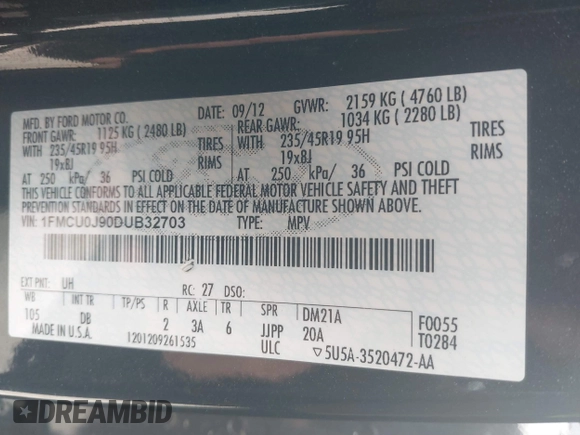 MFD. BY FORD MOTOR CO.
DATE: 09/12 GVWR: 2159 KG ( 4760 LB)
FRONT GAWR: 1125 KG ( 2480 LB) REAR GAWR: 1034 KG ( 2280 LB)
WITH 235/45R19 95H TIRES WITH 235/45R19 95H TIRES
19x8J RIMS 19x8J RIMS
AT 250 kPa/ 36 PSI COLD AT 250 kPa/ 36 PSI COLD
THIS VEHICLE CONFORMS TO ALL APPLICABLE FEDERAL MOTOR VEHICLE SAFETY AND THEFT
PREVENTION STANDARDS IN EFFECT ON THE DATE OF MANUFACTURE SHOWN ABOVE.
VIN: 1FMCU0J90DUB32703 TYPE: MPV
EXT PNT: UH RC: 27 DSO:
WB INT TR TP/PS R AXLE TR SPR DM21A F0055
105 DB 2 3A 6 JJPP 20A T0284
MADE IN U.S.A. 1201209261535 ULC 5U5A-3520472-AA
DREAMBID